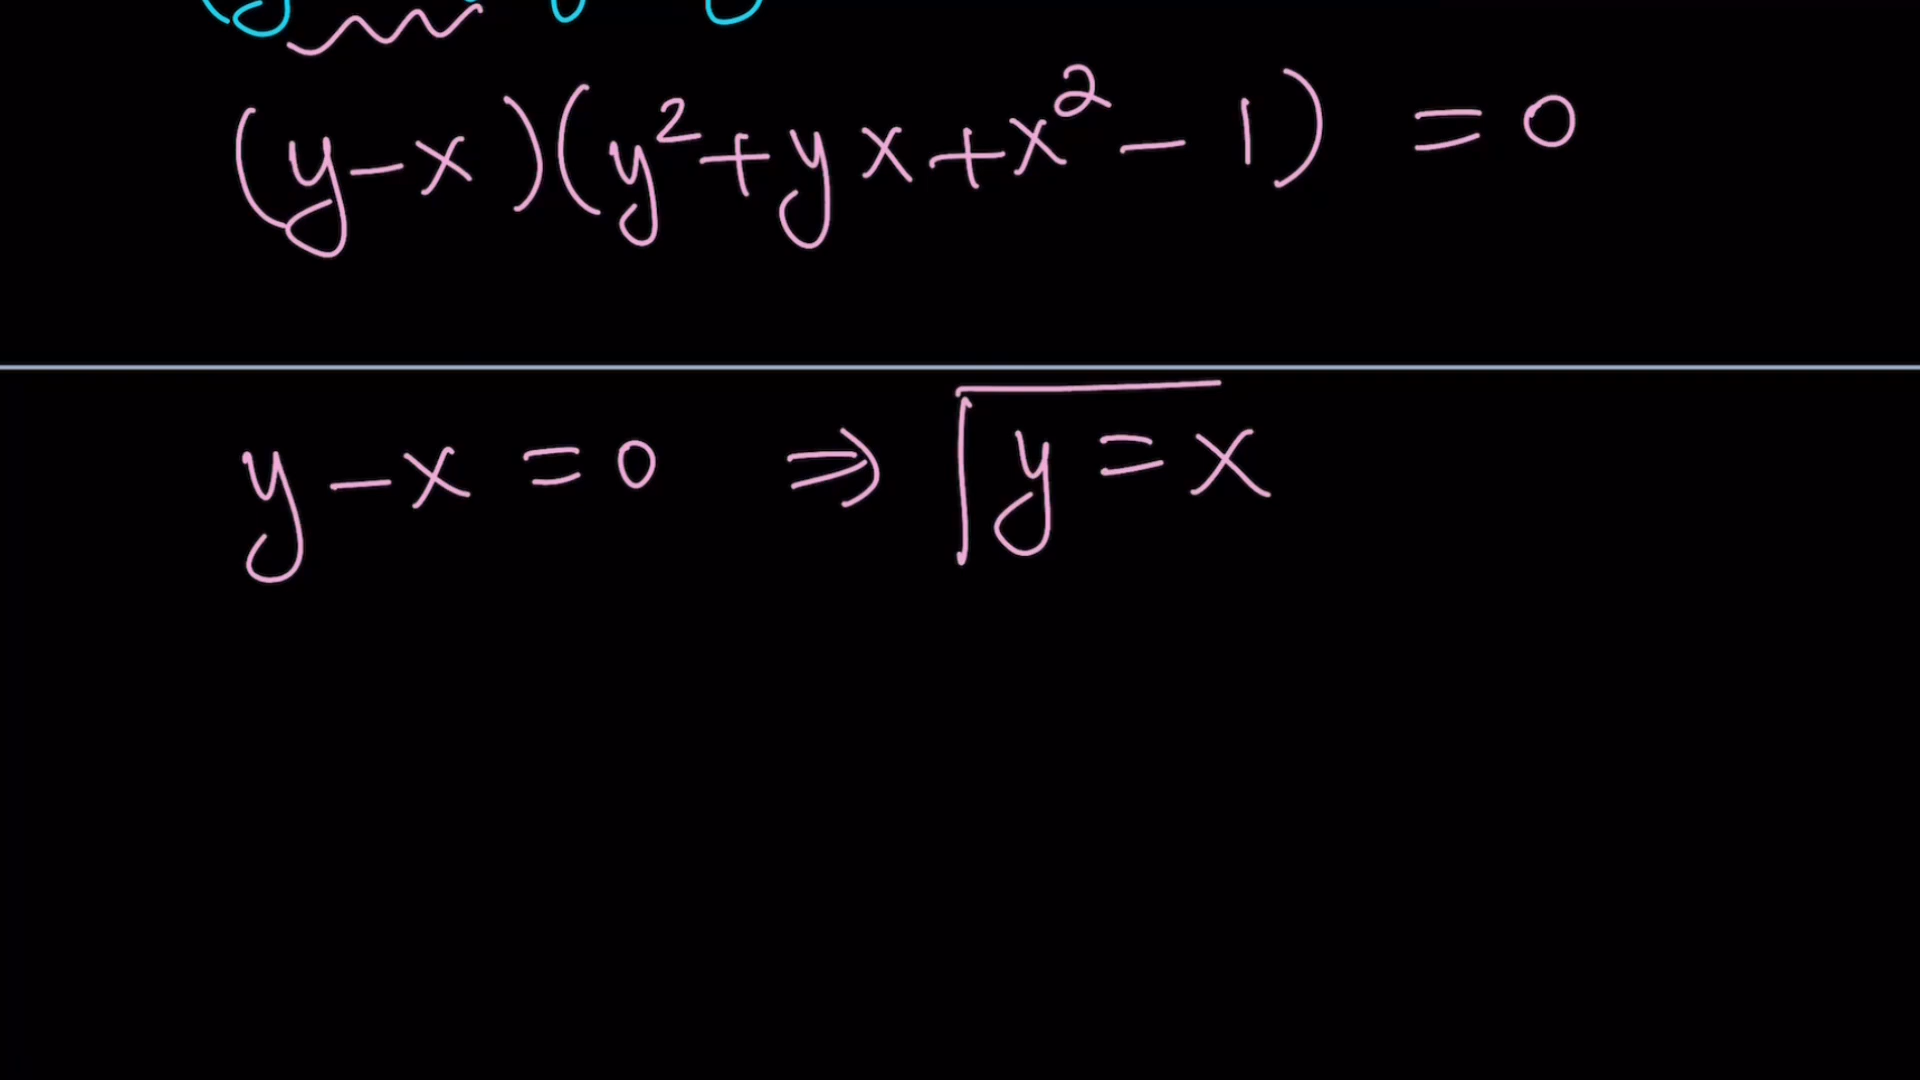 (y-x)(y²+yx+x²-1) = 0
y-x = 0 ⇒ y = x